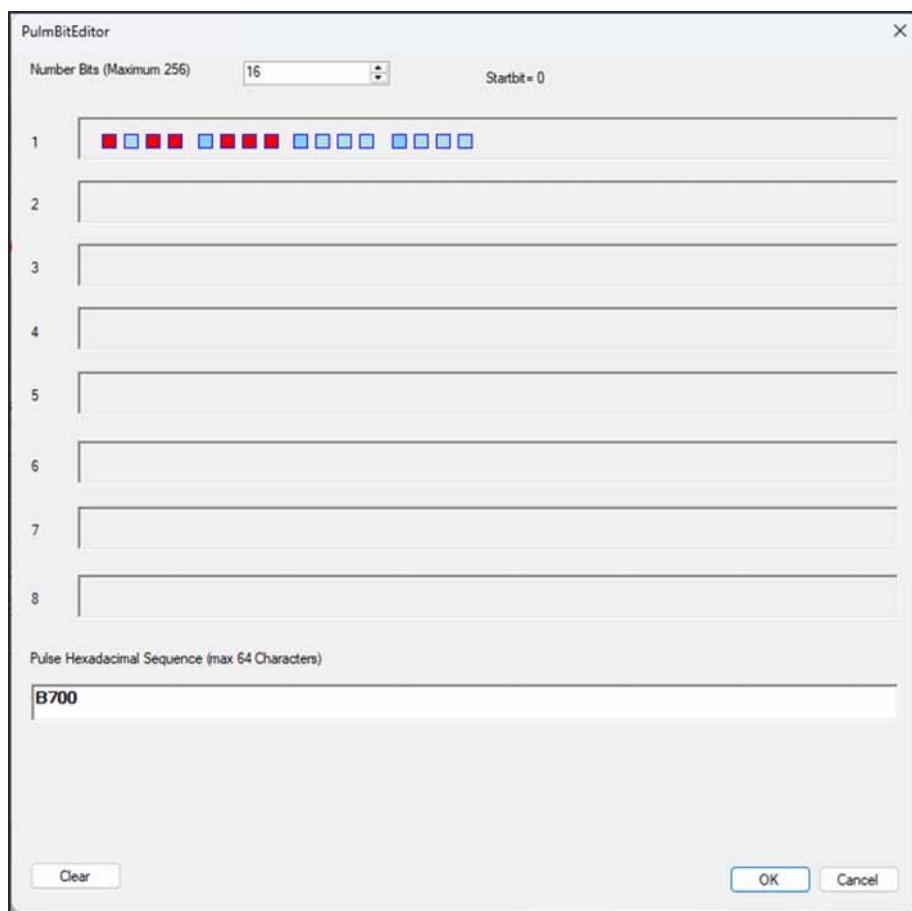 PulmBitEditor
Number Bits (Maximum 256) 16 Startbit= 0
1
2
3
4
5
6
7
8
Pulse Hexadacimal Sequence (max 64 Characters)
B700
Clear OK Cancel